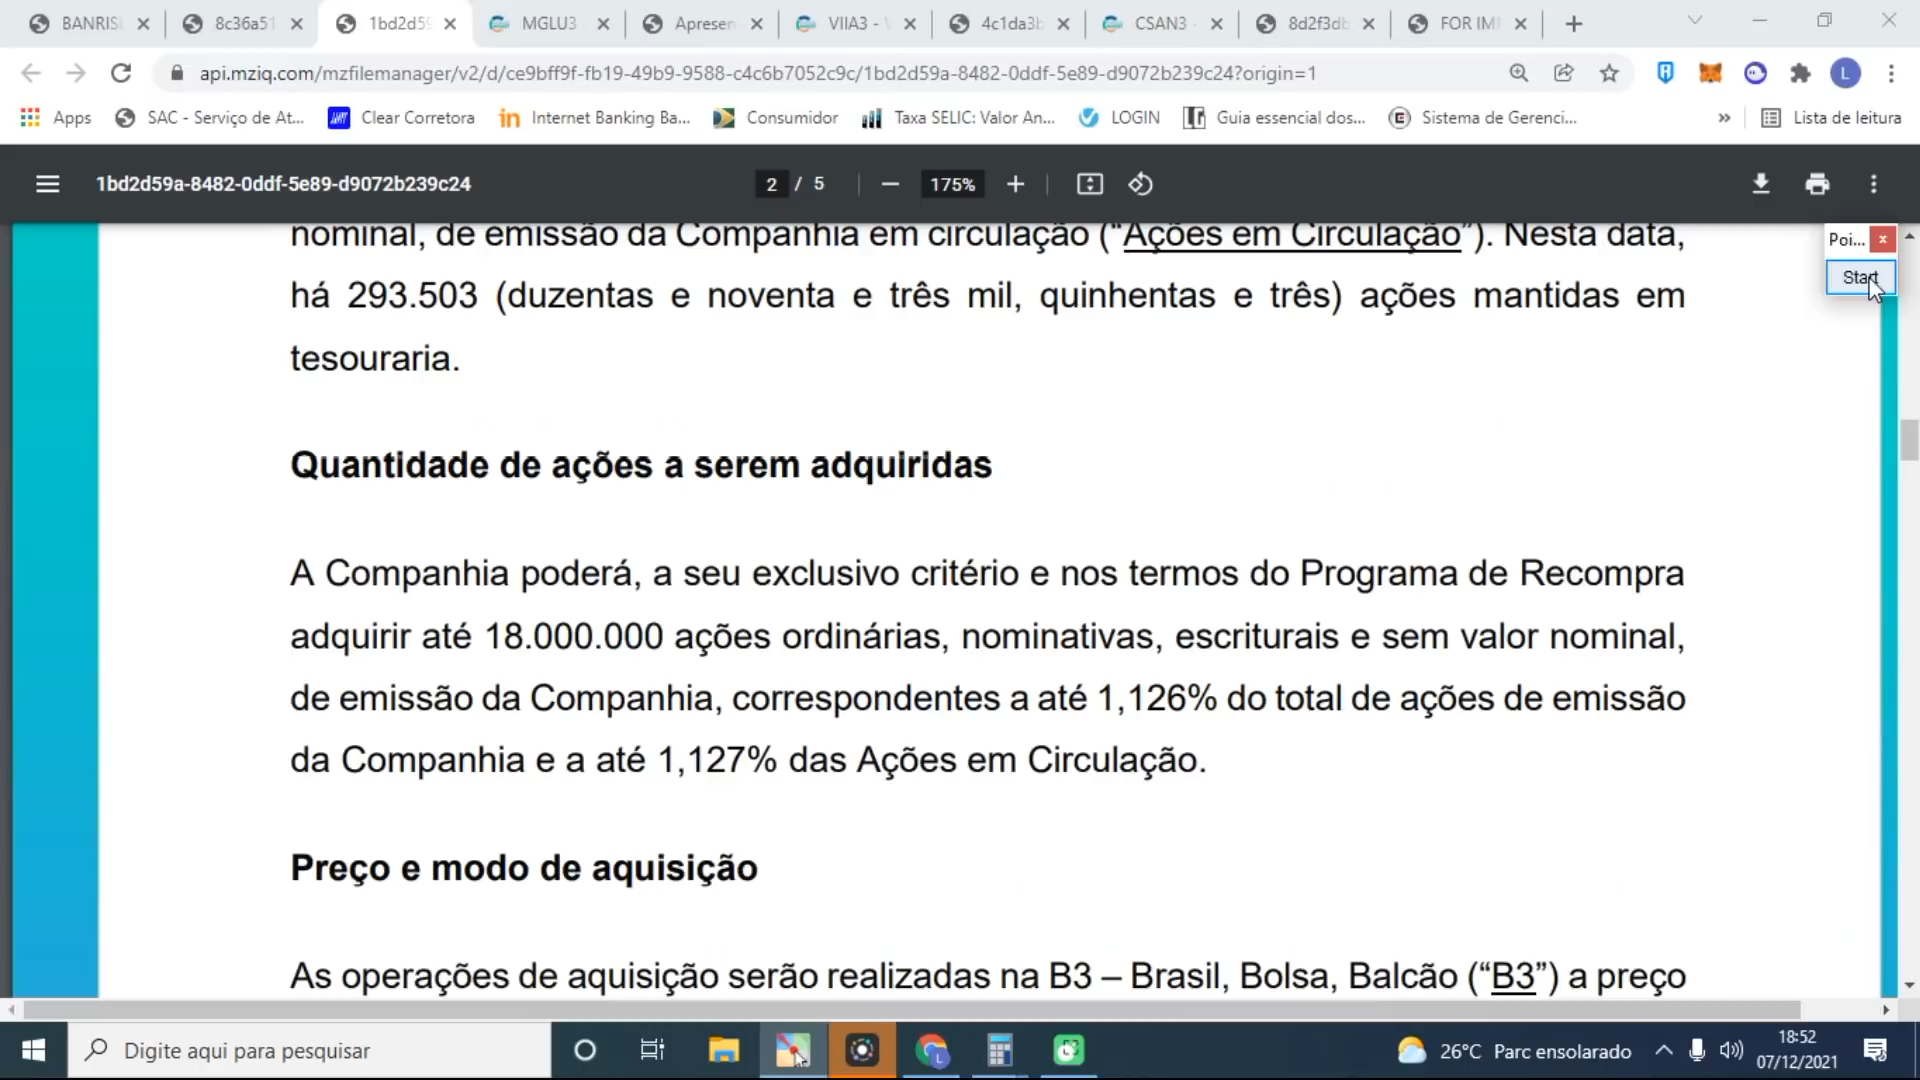 BANRISU
8c36a51
1bd2d59
MGLU3
Apresen
VIIA3 - V
4c1da3b
CSAN3 -
8d2f3db
FOR IMI
api.mziq.com/mzfilemanager/v2/d/ce9bff9f-fb19-49b9-9588-c4c6b7052c9c/1bd2d59a-8482-0ddf-5e89-d9072b239c24?origin=1
L
Apps
SAC - Serviço de At...
Clear Corretora
Internet Banking Ba...
Consumidor
Taxa SELIC: Valor An...
LOGIN
Guia essencial dos...
Sistema de Gerenci...
»
Lista de leitura
1bd2d59a-8482-0ddf-5e89-d9072b239c24
2 / 5
175%
Poi...
Start
nominal, de emissão da Companhia em circulação (“Ações em Circulação”). Nesta data,
há 293.503 (duzentas e noventa e três mil, quinhentas e três) ações mantidas em
tesouraria.
Quantidade de ações a serem adquiridas
A Companhia poderá, a seu exclusivo critério e nos termos do Programa de Recompra
adquirir até 18.000.000 ações ordinárias, nominativas, escriturais e sem valor nominal,
de emissão da Companhia, correspondentes a até 1,126% do total de ações de emissão
da Companhia e a até 1,127% das Ações em Circulação.
Preço e modo de aquisição
As operações de aquisição serão realizadas na B3 – Brasil, Bolsa, Balcão (“B3”) a preço
Digite aqui para pesquisar
26°C Parc ensolarado
18:52
07/12/2021